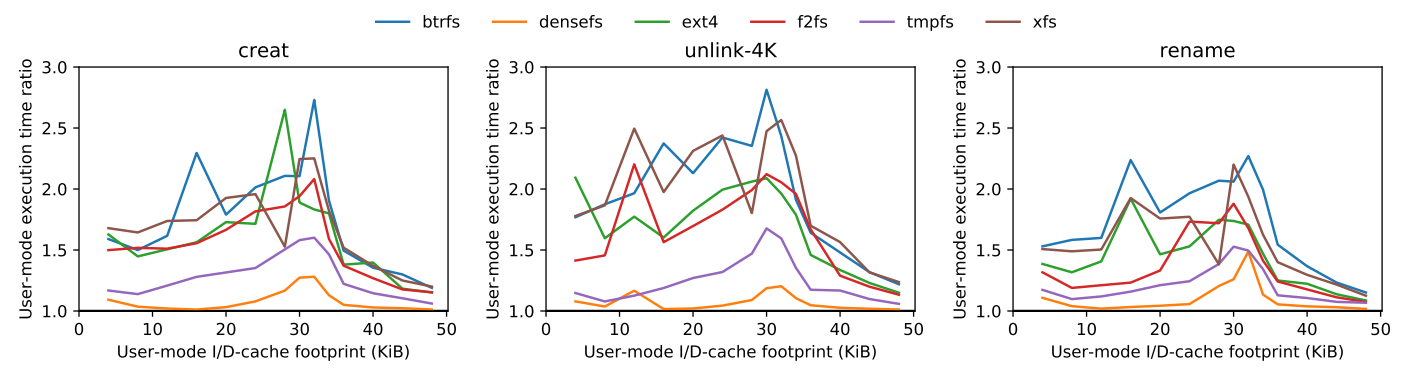 btrfs densefs ext4 f2fs tmpfs xfs
creat
User-mode execution time ratio
3.0
2.5
2.0
1.5
1.0
0 10 20 30 40 50
User-mode I/D-cache footprint (KiB)
unlink-4K
User-mode execution time ratio
3.0
2.5
2.0
1.5
1.0
0 10 20 30 40 50
User-mode I/D-cache footprint (KiB)
rename
User-mode execution time ratio
3.0
2.5
2.0
1.5
1.0
0 10 20 30 40 50
User-mode I/D-cache footprint (KiB)